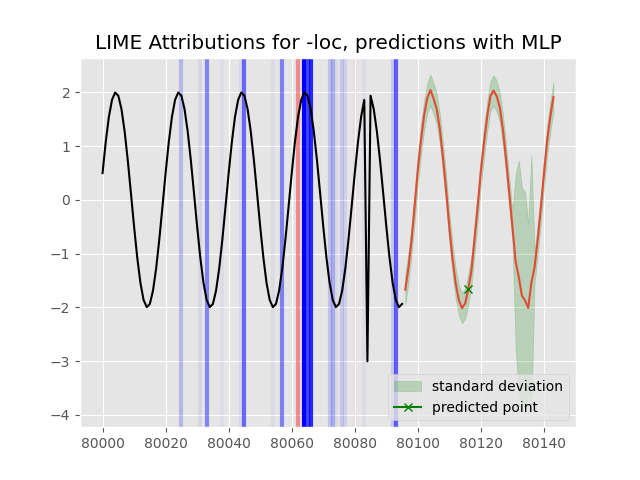 LIME Attributions for -loc, predictions with MLP
2
1
0
−1
−2
−3
−4
standard deviation
predicted point
80000 80020 80040 80060 80080 80100 80120 80140